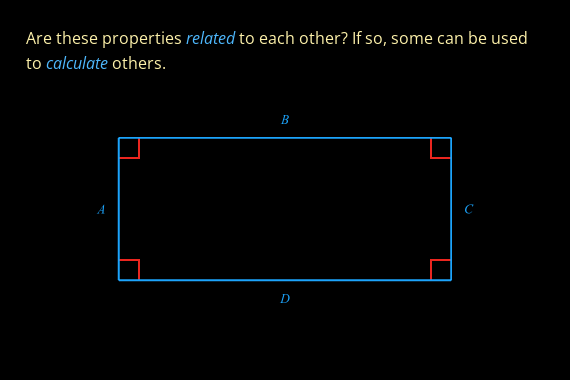 Are these properties related to each other? If so, some can be used
to calculate others.
B
A
C
D